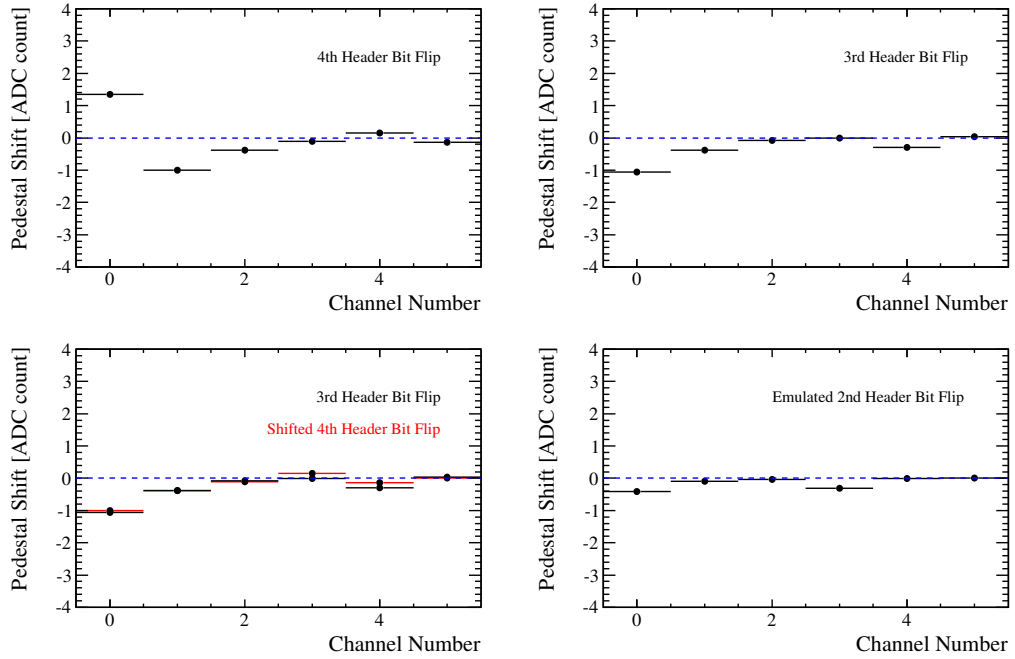 Pedestal Shift [ADC count]
4
3
2
1
0
-1
-2
-3
-4
4th Header Bit Flip
0 2 4
Channel Number
Pedestal Shift [ADC count]
4
3
2
1
0
-1
-2
-3
-4
3rd Header Bit Flip
0 2 4
Channel Number
Pedestal Shift [ADC count]
4
3
2
1
0
-1
-2
-3
-4
3rd Header Bit Flip
Shifted 4th Header Bit Flip
0 2 4
Channel Number
Pedestal Shift [ADC count]
4
3
2
1
0
-1
-2
-3
-4
Emulated 2nd Header Bit Flip
0 2 4
Channel Number